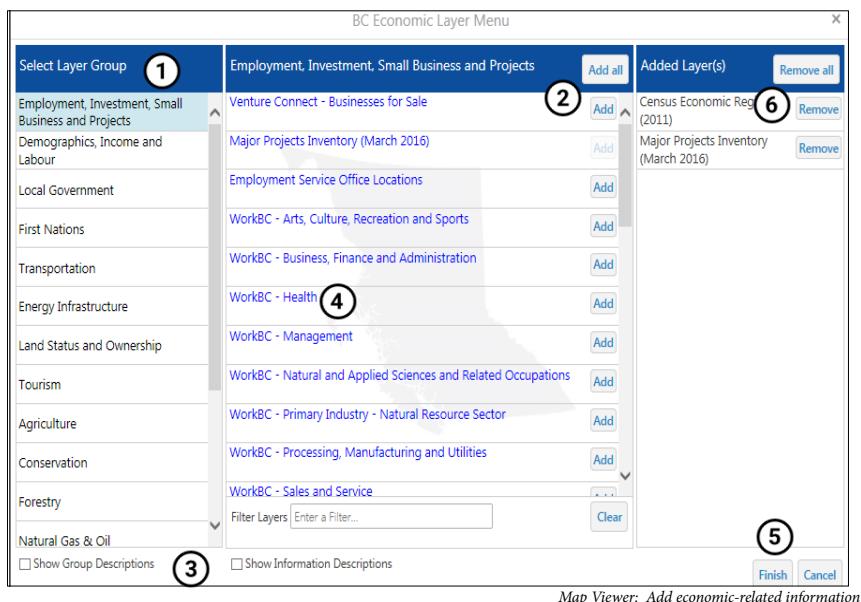 BC Economic Layer Menu
×
Select Layer Group
1
Employment, Investment, Small
Business and Projects
Demographics, Income and
Labour
Local Government
First Nations
Transportation
Energy Infrastructure
Land Status and Ownership
Tourism
Agriculture
Conservation
Forestry
Natural Gas & Oil
Show Group Descriptions
3
Employment, Investment, Small Business and Projects
Add all
2
Venture Connect - Businesses for Sale
Add
Major Projects Inventory (March 2016)
Add
Employment Service Office Locations
Add
WorkBC - Arts, Culture, Recreation and Sports
Add
WorkBC - Business, Finance and Administration
Add
WorkBC - Health
4
Add
WorkBC - Management
Add
WorkBC - Natural and Applied Sciences and Related Occupations
Add
WorkBC - Primary Industry - Natural Resource Sector
Add
WorkBC - Processing, Manufacturing and Utilities
Add
WorkBC - Sales and Service
Filter Layers Enter a Filter...
Clear
Show Information Descriptions
Added Layer(s)
Remove all
Census Economic Reg
(2011)
6
Remove
Major Projects Inventory
(March 2016)
Remove
5
Finish
Cancel
Map Viewer: Add economic-related information